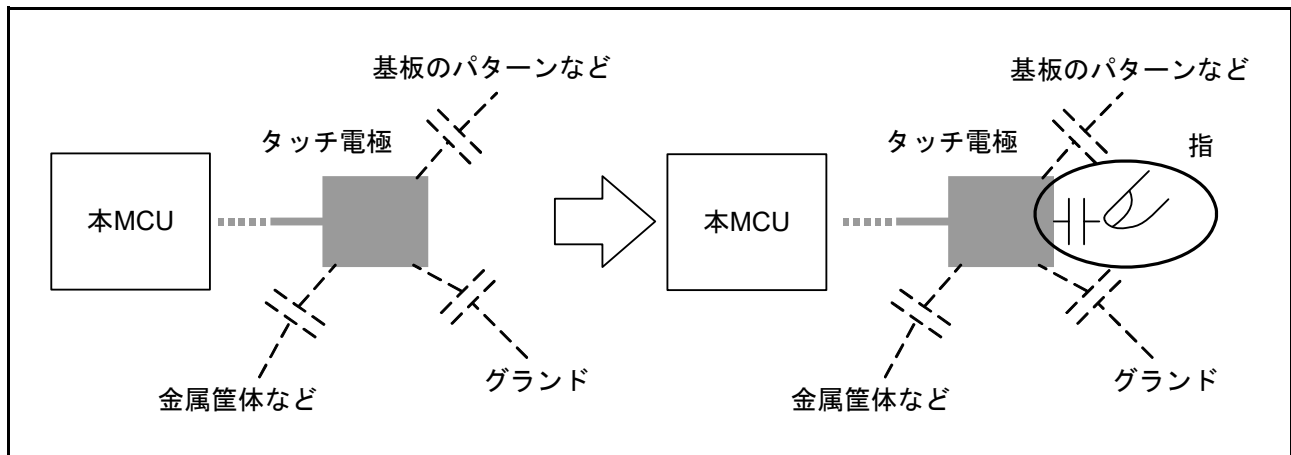 基板のパターンなど
タッチ電極
本MCU
金属筐体など
グランド
基板のパターンなど
タッチ電極
指
本MCU
金属筐体など
グランド